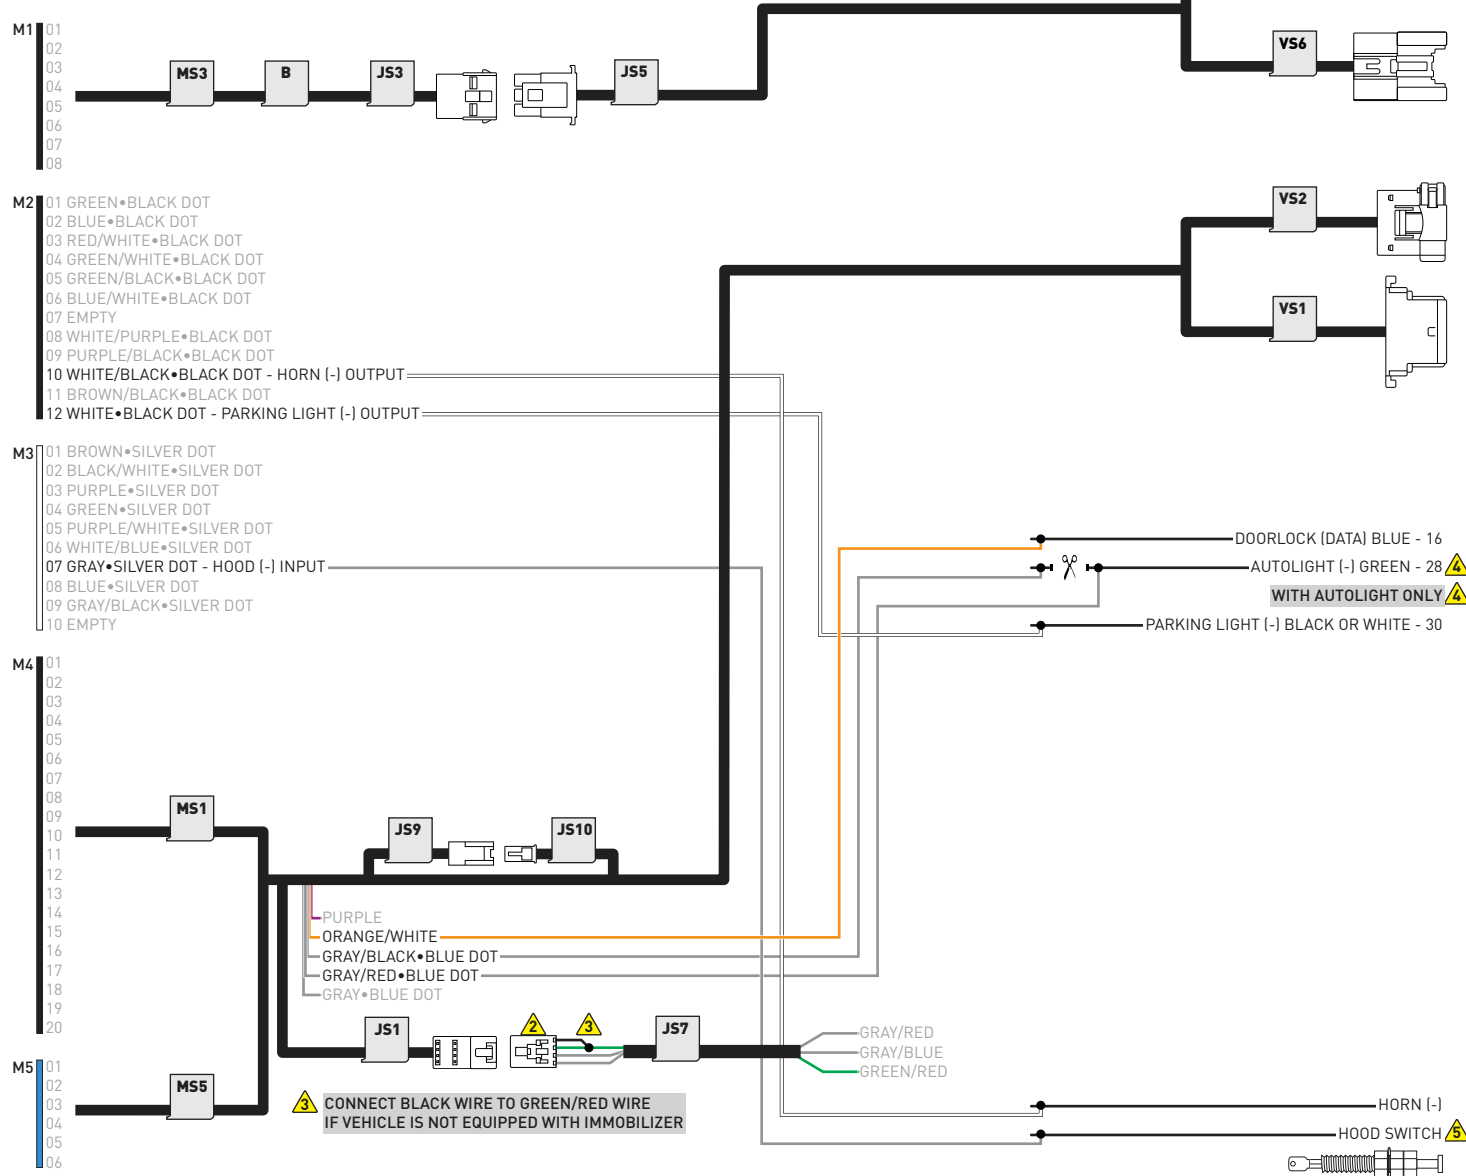 M1
01
02
03
04
05
06
07
08
MS3
B
JS3
JS5
VS6
M2
01 GREEN•BLACK DOT
02 BLUE•BLACK DOT
03 RED/WHITE•BLACK DOT
04 GREEN/WHITE•BLACK DOT
05 GREEN/BLACK•BLACK DOT
06 BLUE/WHITE•BLACK DOT
07 EMPTY
08 WHITE/PURPLE•BLACK DOT
09 PURPLE/BLACK•BLACK DOT
10 WHITE/BLACK•BLACK DOT - HORN (-) OUTPUT
11 BROWN/BLACK•BLACK DOT
12 WHITE•BLACK DOT - PARKING LIGHT (-) OUTPUT
VS2
VS1
M3
01 BROWN•SILVER DOT
02 BLACK/WHITE•SILVER DOT
03 PURPLE•SILVER DOT
04 GREEN•SILVER DOT
05 PURPLE/WHITE•SILVER DOT
06 WHITE/BLUE•SILVER DOT
07 GRAY•SILVER DOT - HOOD (-) INPUT
08 BLUE•SILVER DOT
09 GRAY/BLACK•SILVER DOT
10 EMPTY
DOORLOCK (DATA) BLUE - 16
AUTOLIGHT (-) GREEN - 28 4
WITH AUTOLIGHT ONLY 4
PARKING LIGHT (-) BLACK OR WHITE - 30
M4
01
02
03
04
05
06
07
08
09
10
11
12
13
14
15
16
17
18
19
20
MS1
JS9
JS10
PURPLE
ORANGE/WHITE
GRAY/BLACK•BLUE DOT
GRAY/RED•BLUE DOT
GRAY•BLUE DOT
JS1
2
3
JS7
GRAY/RED
GRAY/BLUE
GREEN/RED
M5
01
02
03
04
05
06
MS5
3 CONNECT BLACK WIRE TO GREEN/RED WIRE
IF VEHICLE IS NOT EQUIPPED WITH IMMOBILIZER
HORN (-)
HOOD SWITCH 5